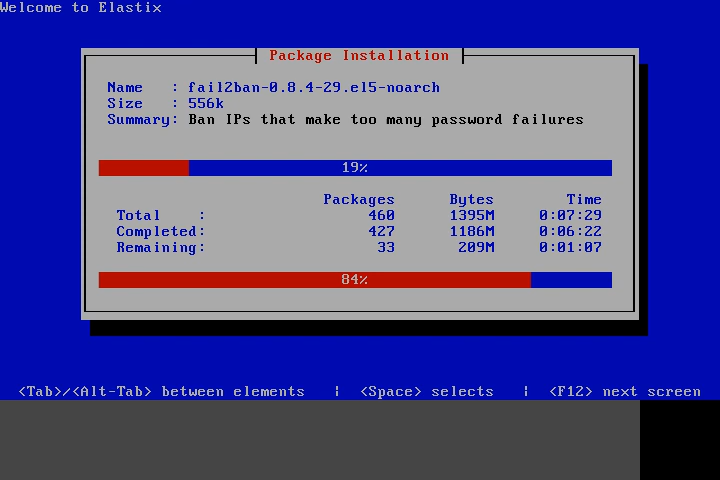 Welcome to Elastix
Package Installation
Name : fail2ban-0.8.4-29.el5-noarch
Size : 556k
Summary: Ban IPs that make too many password failures
19%
Packages Bytes Time
Total : 460 1395M 0:07:29
Completed: 427 1186M 0:06:22
Remaining: 33 209M 0:01:07
84%
<Tab>/<Alt-Tab> between elements | <Space> selects | <F12> next screen